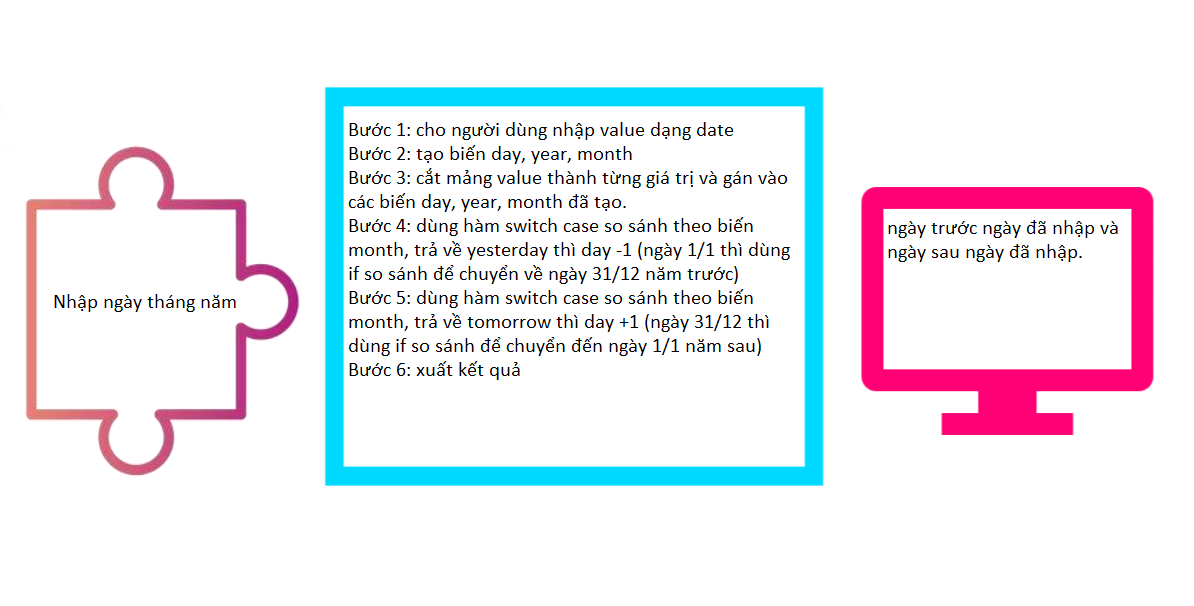 Nhập ngày tháng năm
Bước 1: cho người dùng nhập value dạng date
Bước 2: tạo biến day, year, month
Bước 3: cắt mảng value thành từng giá trị và gán vào
các biến day, year, month đã tạo.
Bước 4: dùng hàm switch case so sánh theo biến
month, trả về yesterday thì day -1 (ngày 1/1 thì dùng
if so sánh để chuyển về ngày 31/12 năm trước)
Bước 5: dùng hàm switch case so sánh theo biến
month, trả về tomorrow thì day +1 (ngày 31/12 thì
dùng if so sánh để chuyển đến ngày 1/1 năm sau)
Bước 6: xuất kết quả
ngày trước ngày đã nhập và
ngày sau ngày đã nhập.